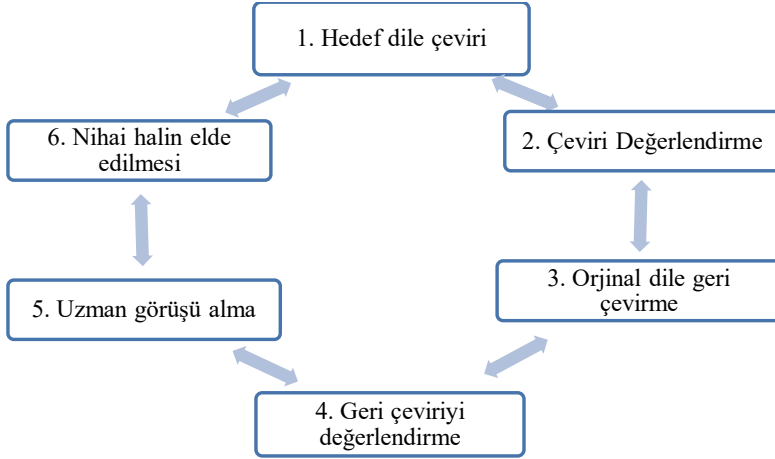 1. Hedef dile çeviri
2. Çeviri Değerlendirme
3. Orjinal dile geri
çevirme
4. Geri çeviriyi
değerlendirme
5. Uzman görüşü alma
6. Nihai halin elde
edilmesi